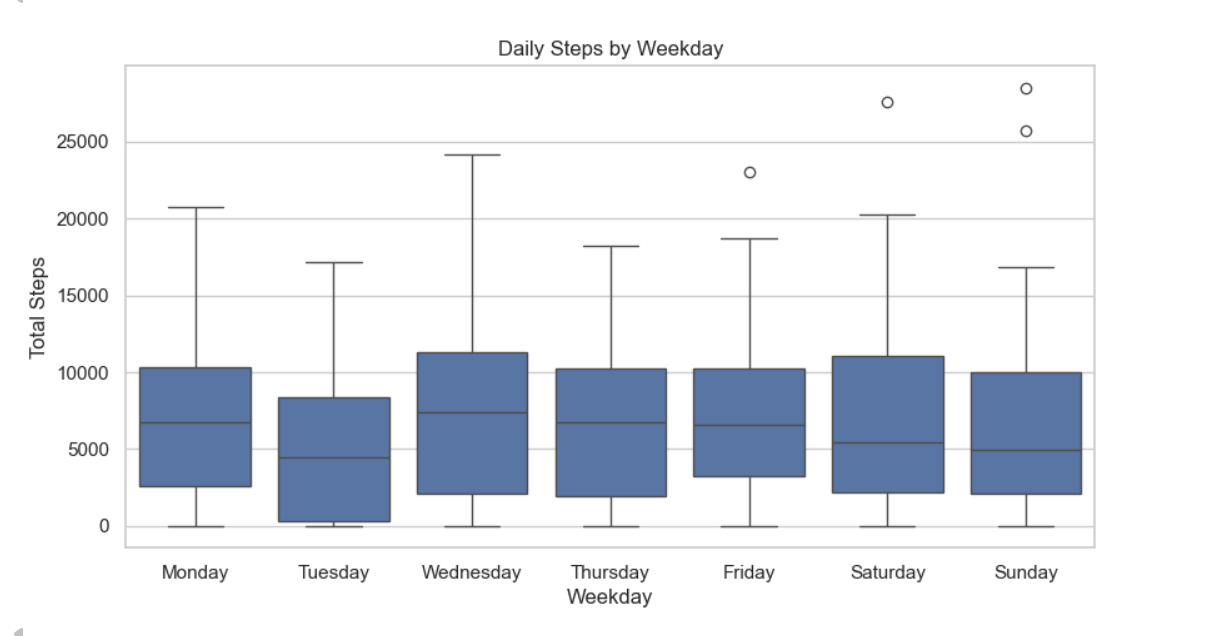 Daily Steps by Weekday
Total Steps
25000
20000
15000
10000
5000
0
Monday Tuesday Wednesday Thursday Friday Saturday Sunday
Weekday